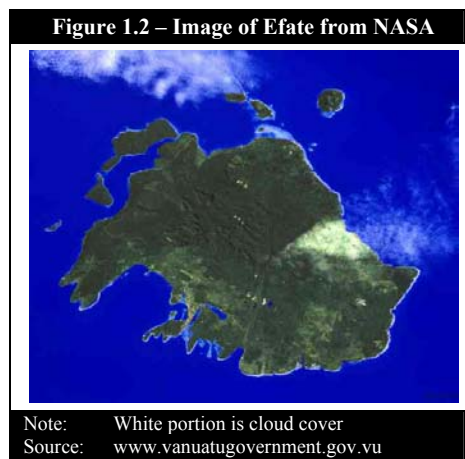 Figure 1.2 – Image of Efate from NASA
Note: White portion is cloud cover
Source: www.vanuatugovernment.gov.vu